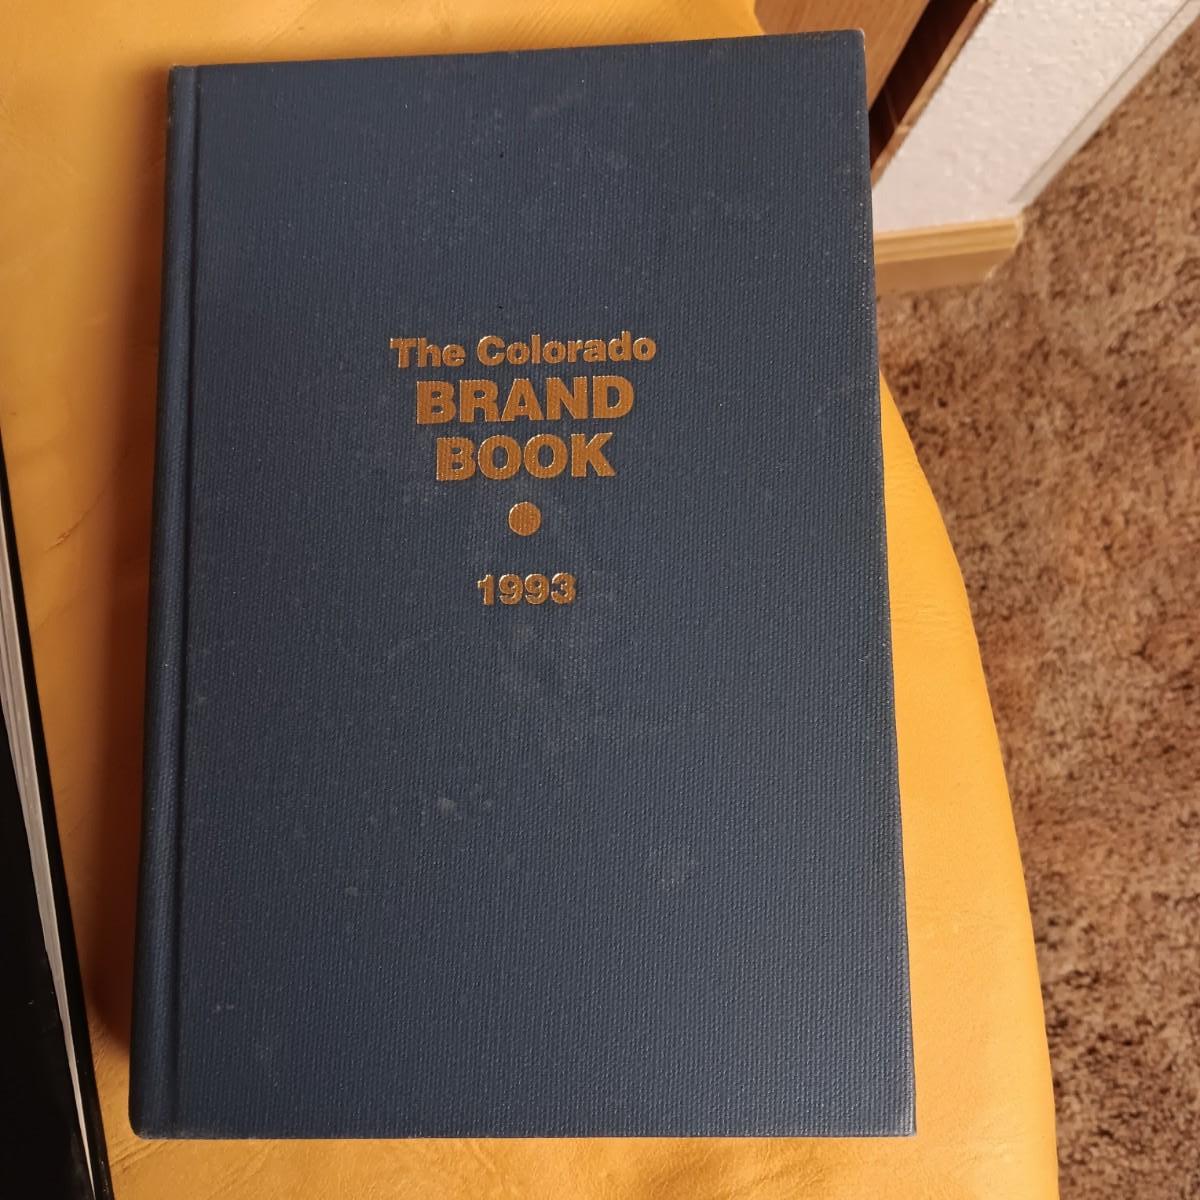 The Colorado
BRAND
BOOK
1993